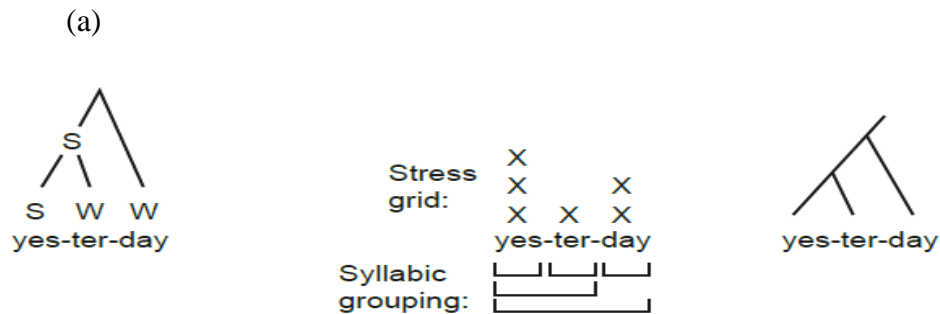 (a)
S
S W W
yes-ter-day
Stress grid:
X
X X
X X X
yes-ter-day
Syllabic grouping:
yes-ter-day